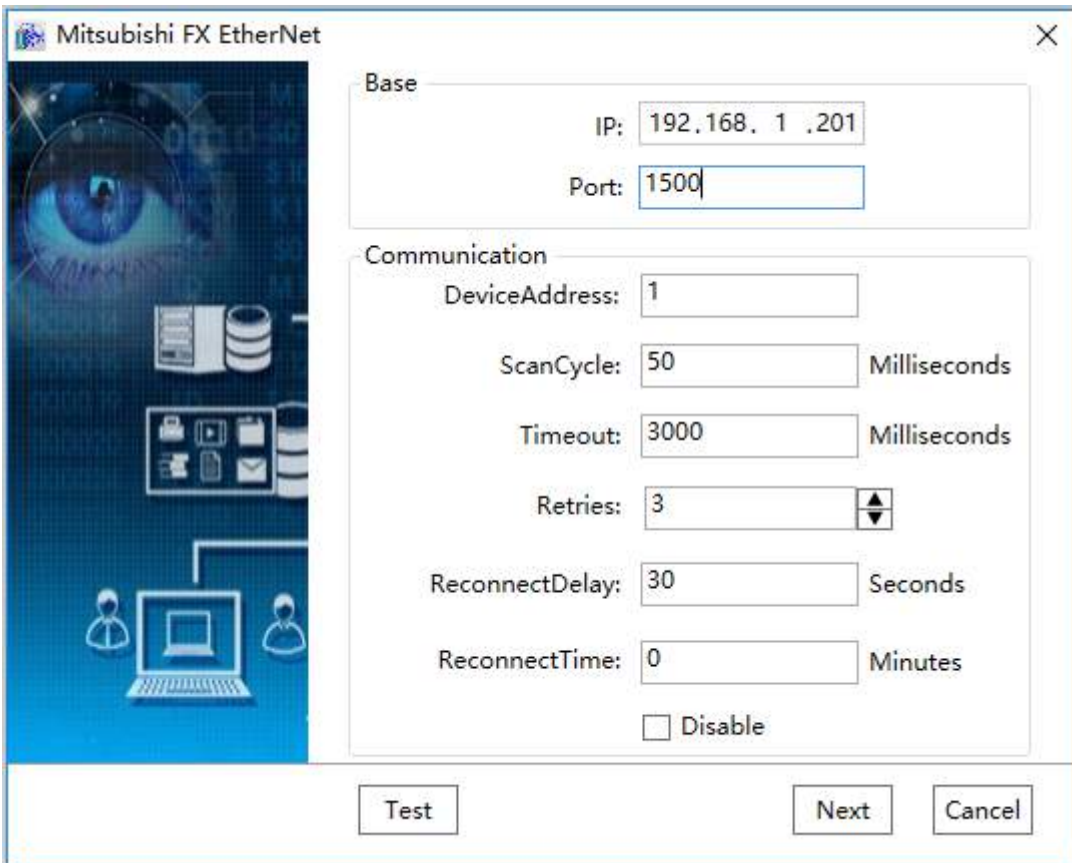 Mitsubishi FX EtherNet
Base
IP: 192.168. 1 .201
Port: 1500
Communication
DeviceAddress: 1
ScanCycle: 50 Milliseconds
Timeout: 3000 Milliseconds
Retries: 3
ReconnectDelay: 30 Seconds
ReconnectTime: 0 Minutes
Disable
Test Next Cancel